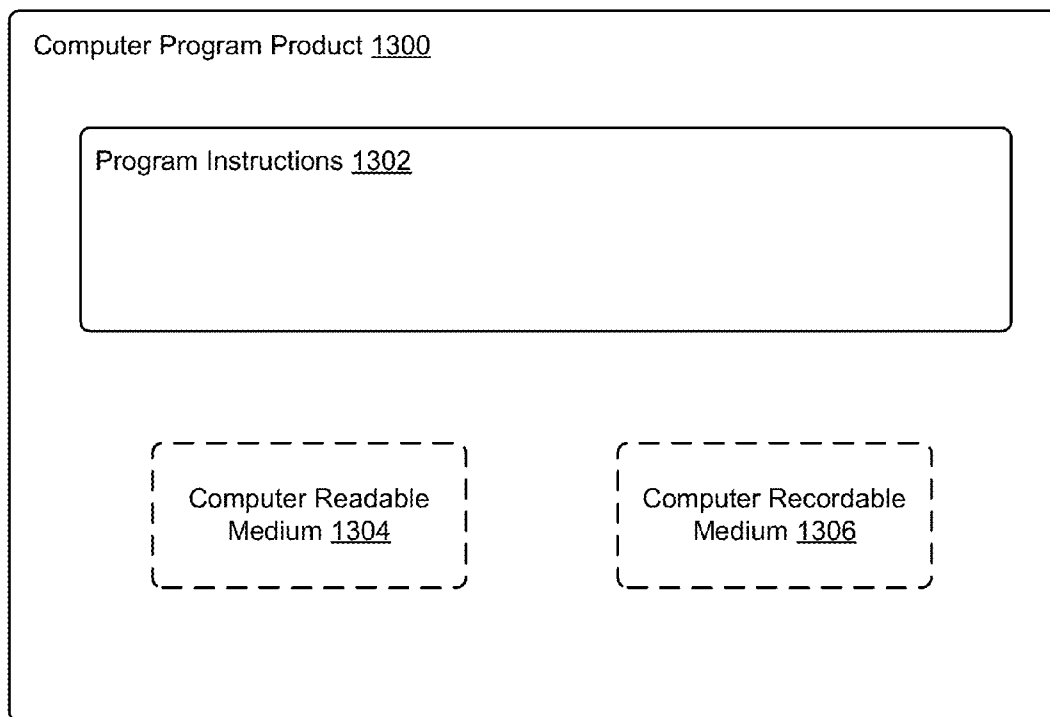 Computer Program Product 1300
Program Instructions 1302
Computer Readable
Medium 1304
Computer Recordable
Medium 1306